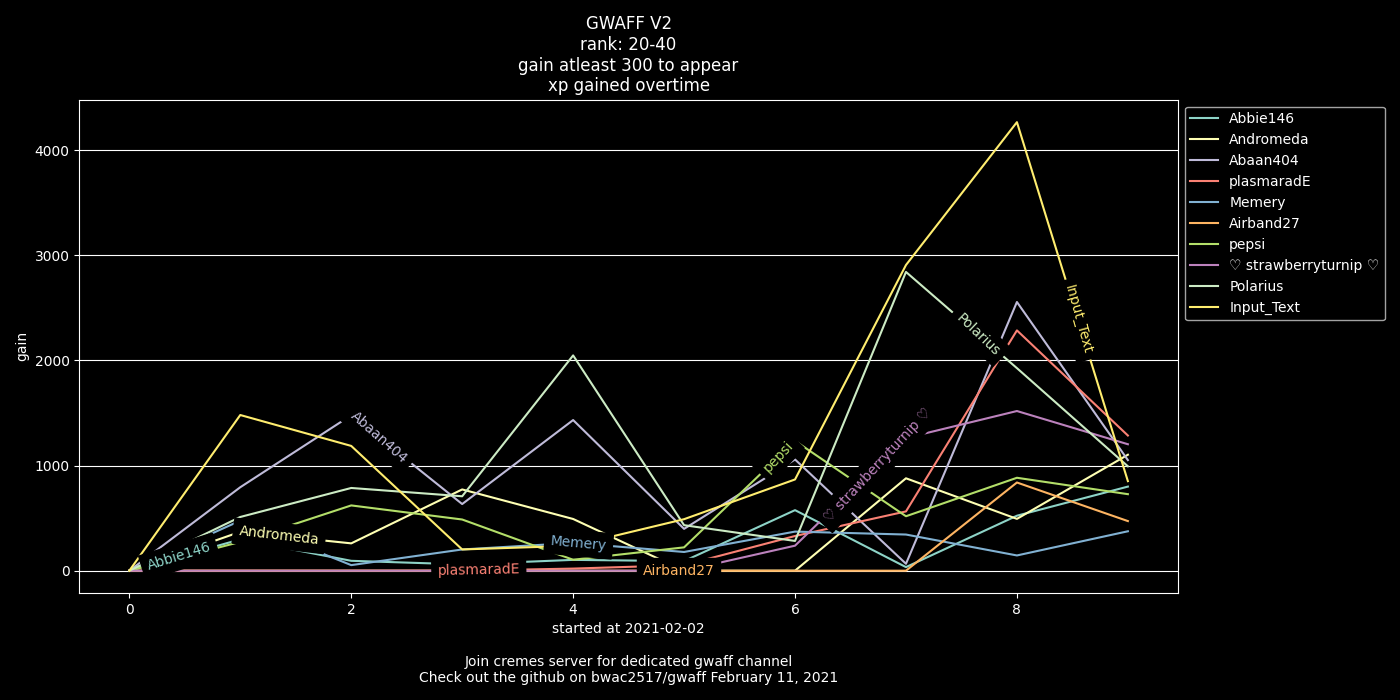 GWAFF V2
rank: 20-40
gain atleast 300 to appear
xp gained overtime
gain
4000
3000
2000
1000
0
0
2
4
6
8
Abbie146
Andromeda
Abaan404
plasmaradE
Memery
Airband27
pepsi
♡ strawberryturnip ♡
Polarius
Input_Text
Abbie146
Andromeda
Abaan404
plasmaradE
Memery
Airband27
pepsi
♡ strawberryturnip ♡
Polarius
Input_Text
started at 2021-02-02
Join cremes server for dedicated gwaff channel
Check out the github on bwac2517/gwaff February 11, 2021